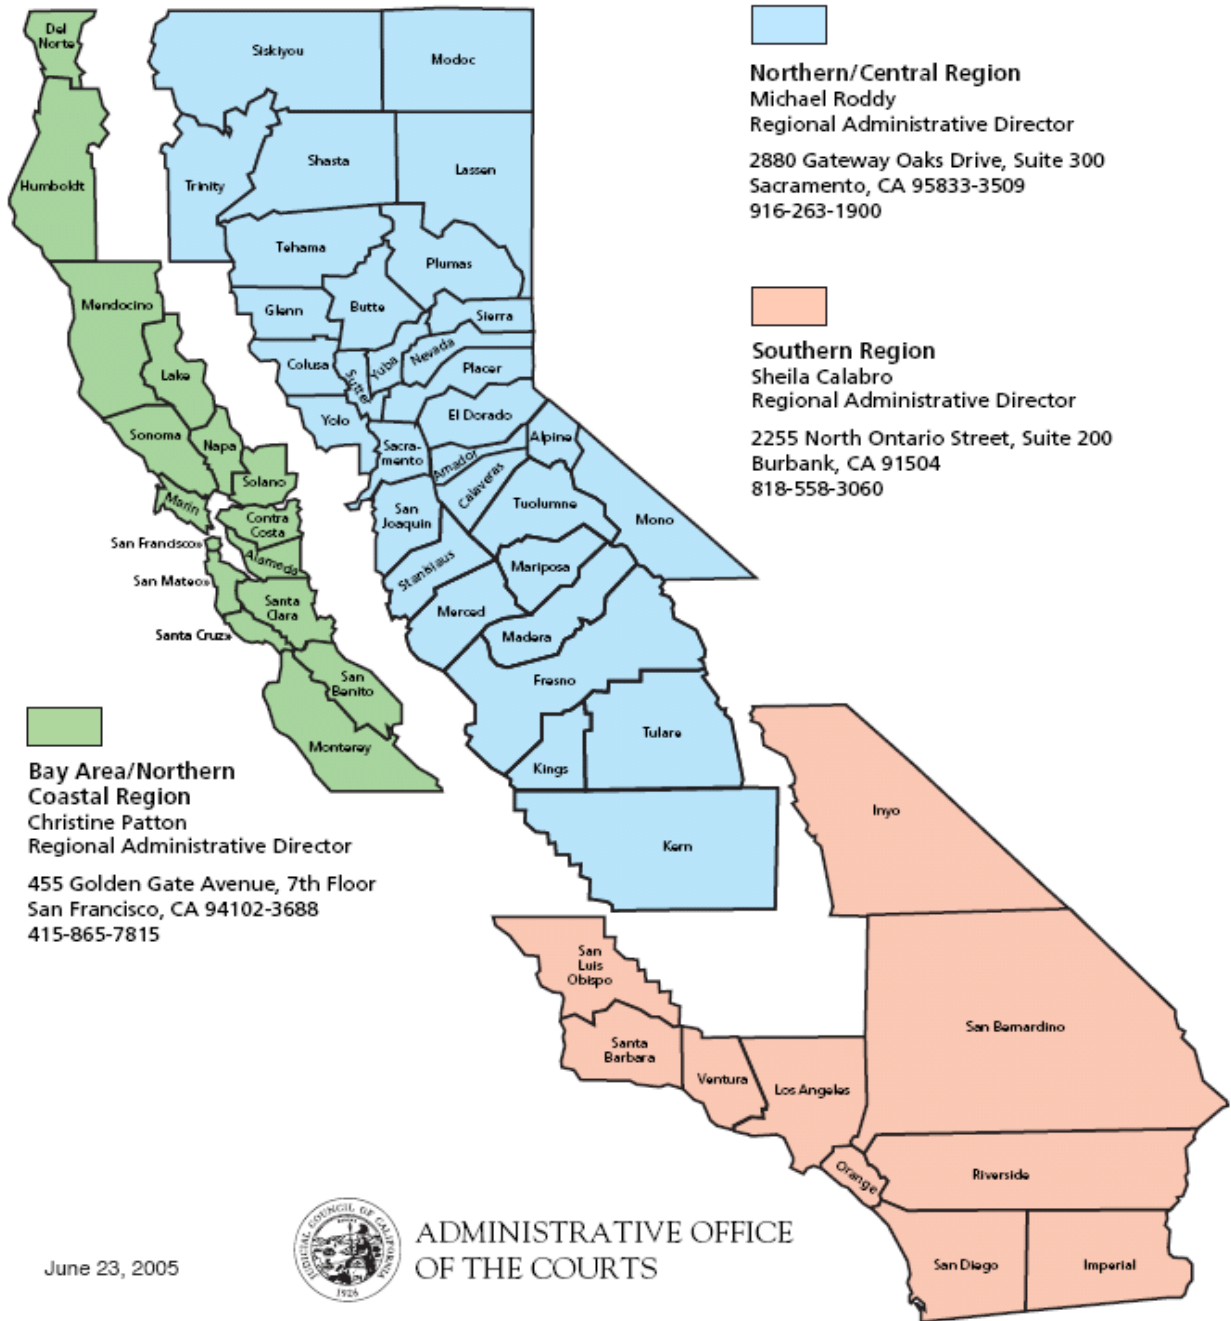 Del
Norte
Siskiyou
Modoc
Humboldt
Trinity
Shasta
Lassen
Tehama
Plumas
Mendocino
Glenn
Butte
Sierra
Lake
Colusa
Sutter
Yuba
Nevada
Placer
Sonoma
Napa
Yolo
El Dorado
Solano
Sacra-
mento
Amador
Alpine
Marin
Calaveras
Contra
Costa
San
Joaquin
Tuolumne
Mono
San Francisco»
Alameda
Stanislaus
Mariposa
San Mateo»
Santa
Clara
Merced
Santa Cruz»
Madera
San
Benito
Fresno
Monterey
Kings
Tulare
Kern
Inyo
San
Luis
Obispo
Santa
Barbara
Ventura
Los Angeles
San Bernardino
Orange
Riverside
San Diego
Imperial
Northern/Central Region
Michael Roddy
Regional Administrative Director
2880 Gateway Oaks Drive, Suite 300
Sacramento, CA 95833-3509
916-263-1900
Southern Region
Sheila Calabro
Regional Administrative Director
2255 North Ontario Street, Suite 200
Burbank, CA 91504
818-558-3060
Bay Area/Northern
Coastal Region
Christine Patton
Regional Administrative Director
455 Golden Gate Avenue, 7th Floor
San Francisco, CA 94102-3688
415-865-7815
June 23, 2005
JUDICIAL COUNCIL OF CALIFORNIA
1926
ADMINISTRATIVE OFFICE
OF THE COURTS